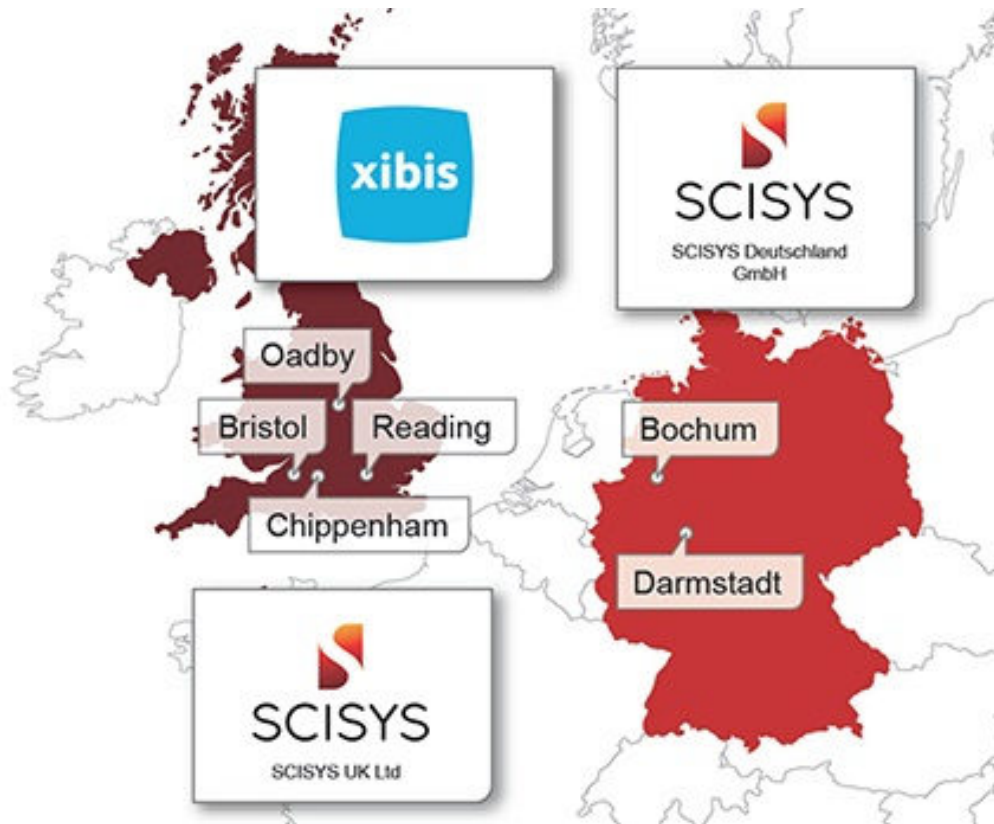 xibis
SCISYS
SCISYS Deutschland
GmbH
Oadby
Bristol
Reading
Bochum
Chippenham
Darmstadt
SCISYS
SCISYS UK Ltd